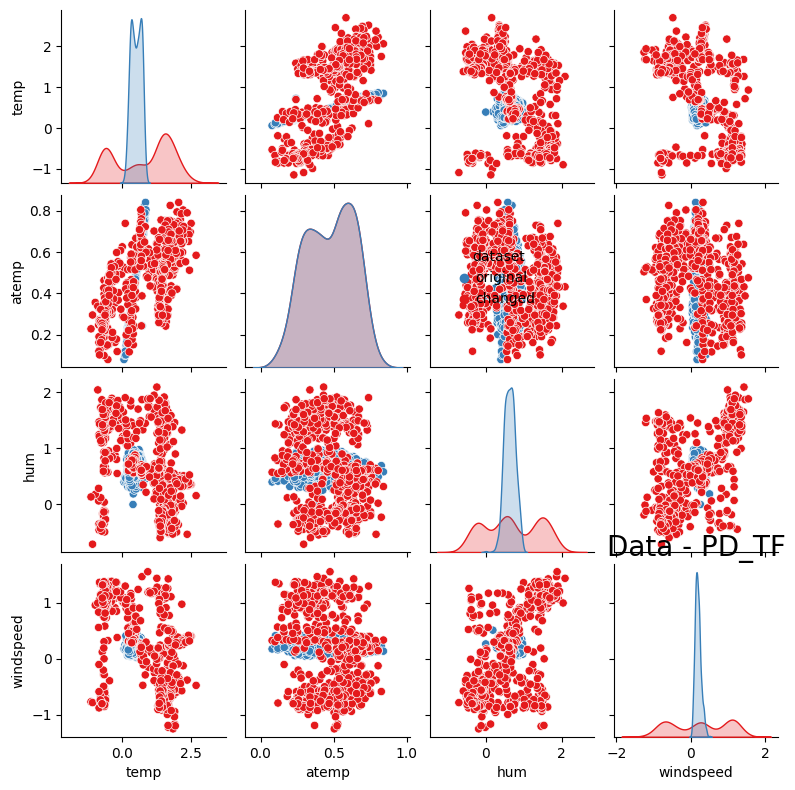 temp
2
1
0
−1
atemp
0.8
0.6
0.4
0.2
dataset
original
changed
hum
2
1
0
Data - PD_TF
windspeed
1
0
−1
0.0 2.5
0.0 0.5 1.0
0 2
−2 0 2
temp atemp hum windspeed